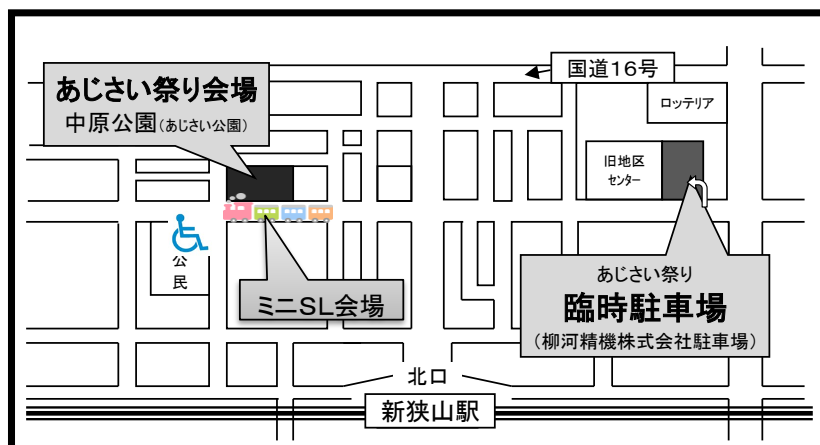 国道16号
あじさい祭り会場
中原公園(あじさい公園)
ロッテリア
旧地区
センター
公
民
ミニSL会場
あじさい祭り
臨時駐車場
(柳河精機株式会社駐車場)
北口
新狭山駅